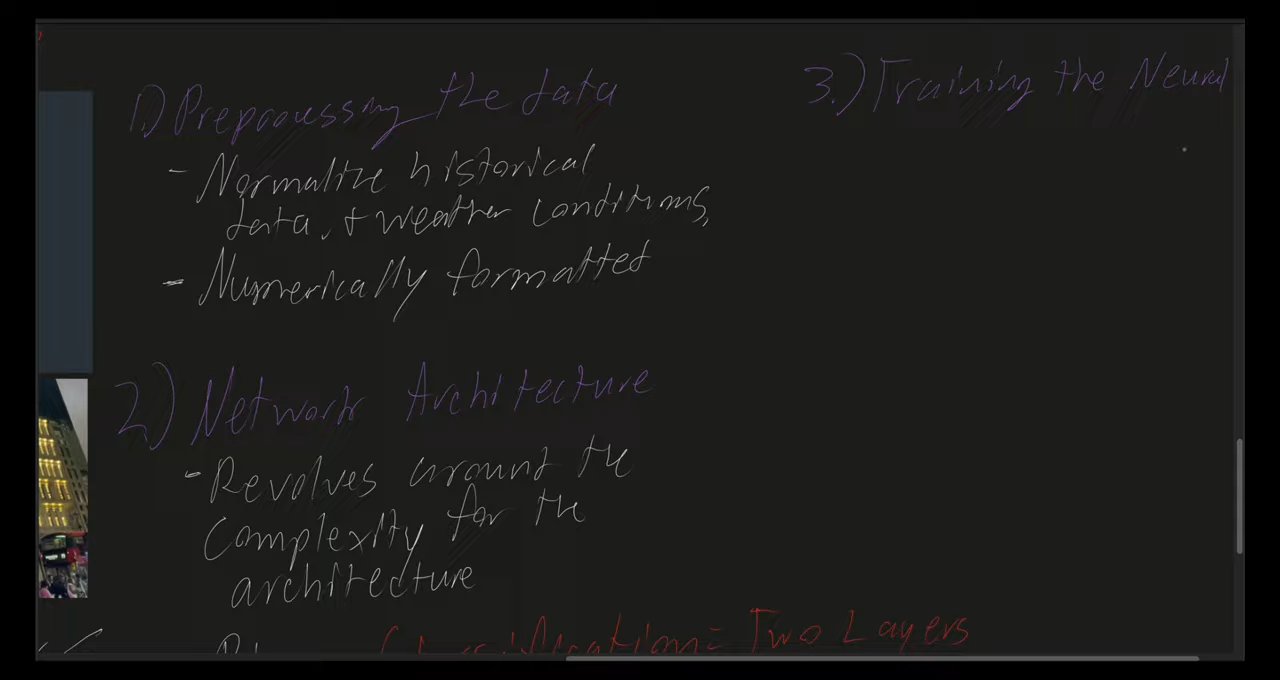 1.) Preprocessing the data
- Normalize historical
data, & weather conditions,
- Numerically formatted
2.) Network Architecture
- Revolves around the
complexity for the
architecture
Classification = Two Layers
3.) Training the Neural